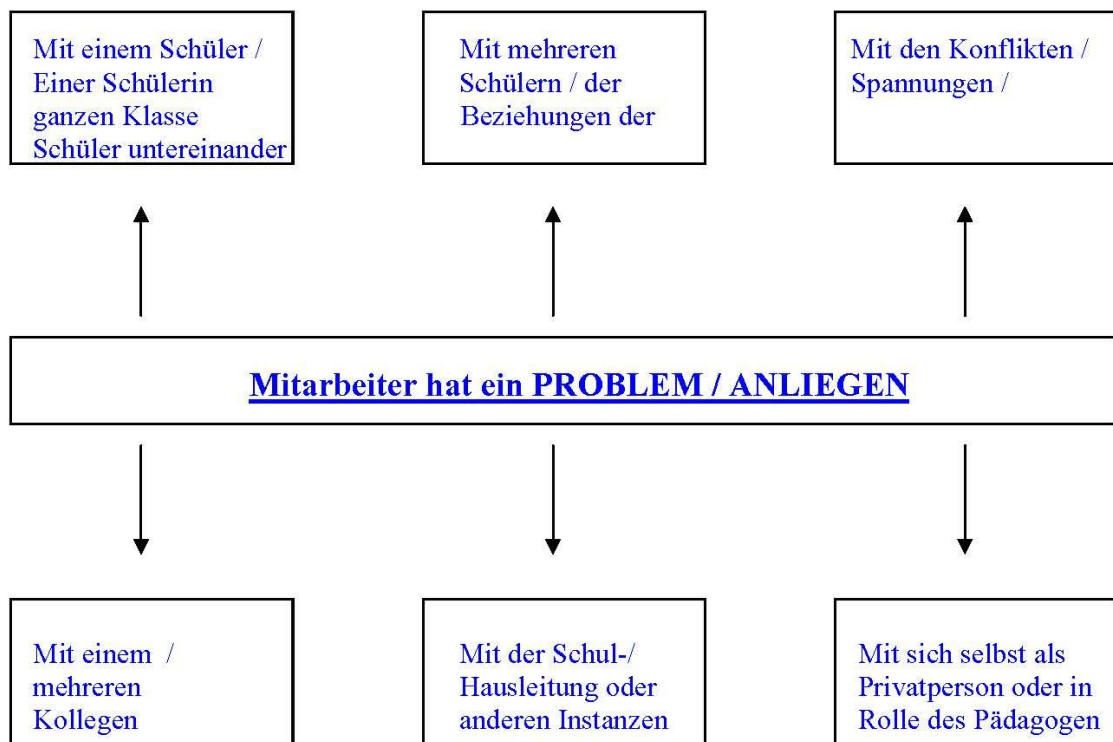 Mit einem Schüler /
Einer Schülerin
ganzen Klasse
Schüler untereinander
Mit mehreren
Schülern / der
Beziehungen der
Mit den Konflikten /
Spannungen /
Mitarbeiter hat ein PROBLEM / ANLIEGEN
Mit einem /
mehreren
Kollegen
Mit der Schul-/
Hausleitung oder
anderen Instanzen
Mit sich selbst als
Privatperson oder in
Rolle des Pädagogen